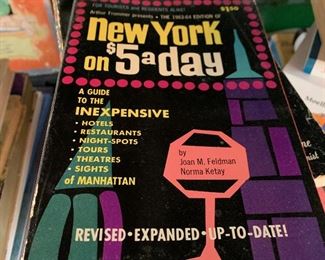 FOR TOURISTS and RESIDENTS ALIKE!
Arthur Frommer presents • THE 1963-64 EDITION OF
$1.50
New York
on $5 a day
A GUIDE
TO THE
INEXPENSIVE
• HOTELS
• RESTAURANTS
• NIGHT-SPOTS
• TOURS
• THEATRES
• SIGHTS
of MANHATTAN
by
Joan M. Feldman
Norma Ketay
REVISED • EXPANDED • UP-TO-DATE!